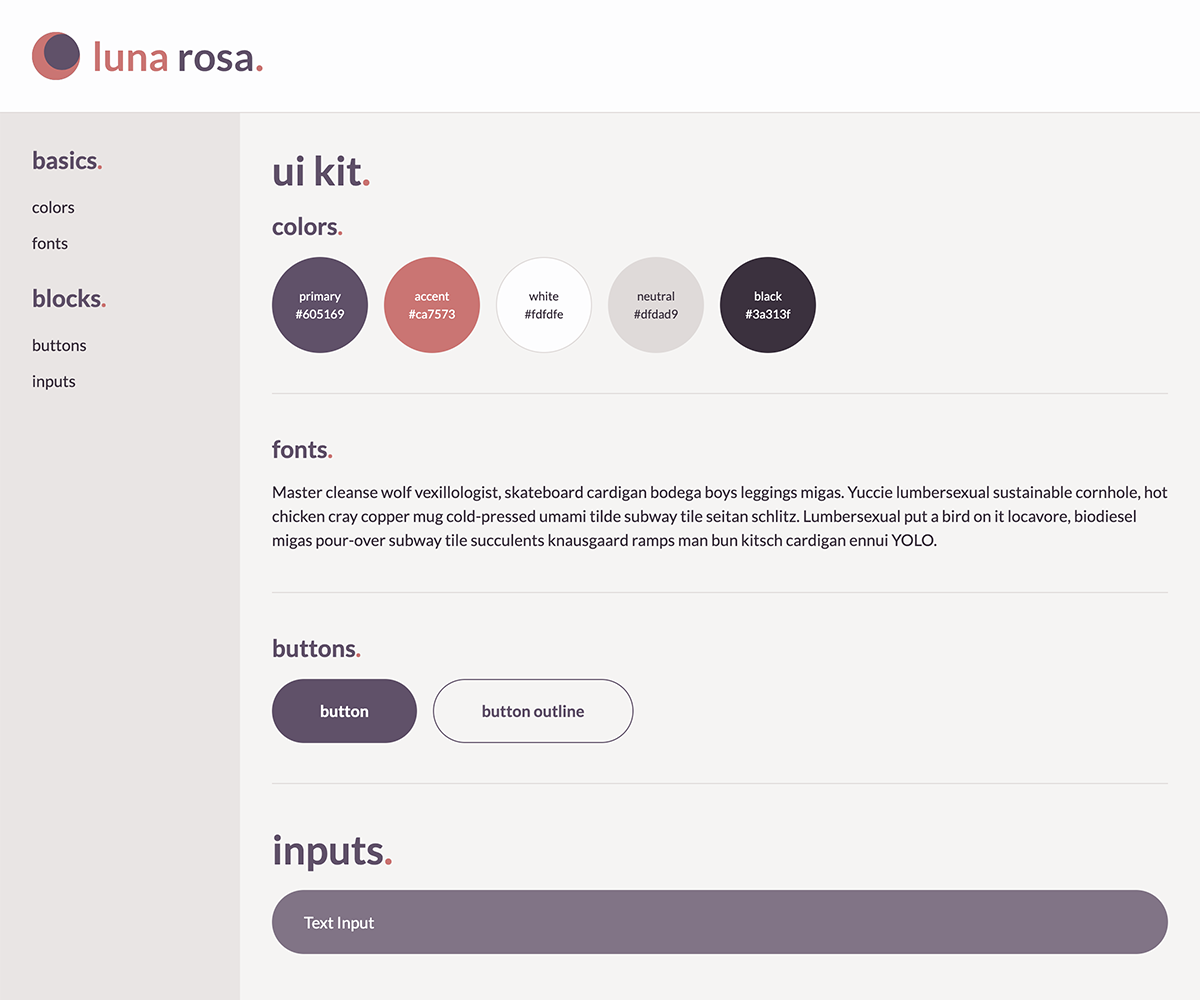 luna rosa.
basics.
colors
fonts
blocks.
buttons
inputs
ui kit.
colors.
primary
#605169
accent
#ca7573
white
#fdfdfe
neutral
#dfdad9
black
#3a313f
fonts.
Master cleanse wolf vexillologist, skateboard cardigan bodega boys leggings migas. Yuccie lumbersexual sustainable cornhole, hot
chicken cray copper mug cold-pressed umami tilde subway tile seitan schlitz. Lumbersexual put a bird on it locavore, biodiesel
migas pour-over subway tile succulents knausgaard ramps man bun kitsch cardigan ennui YOLO.
buttons.
button
button outline
inputs.
Text Input